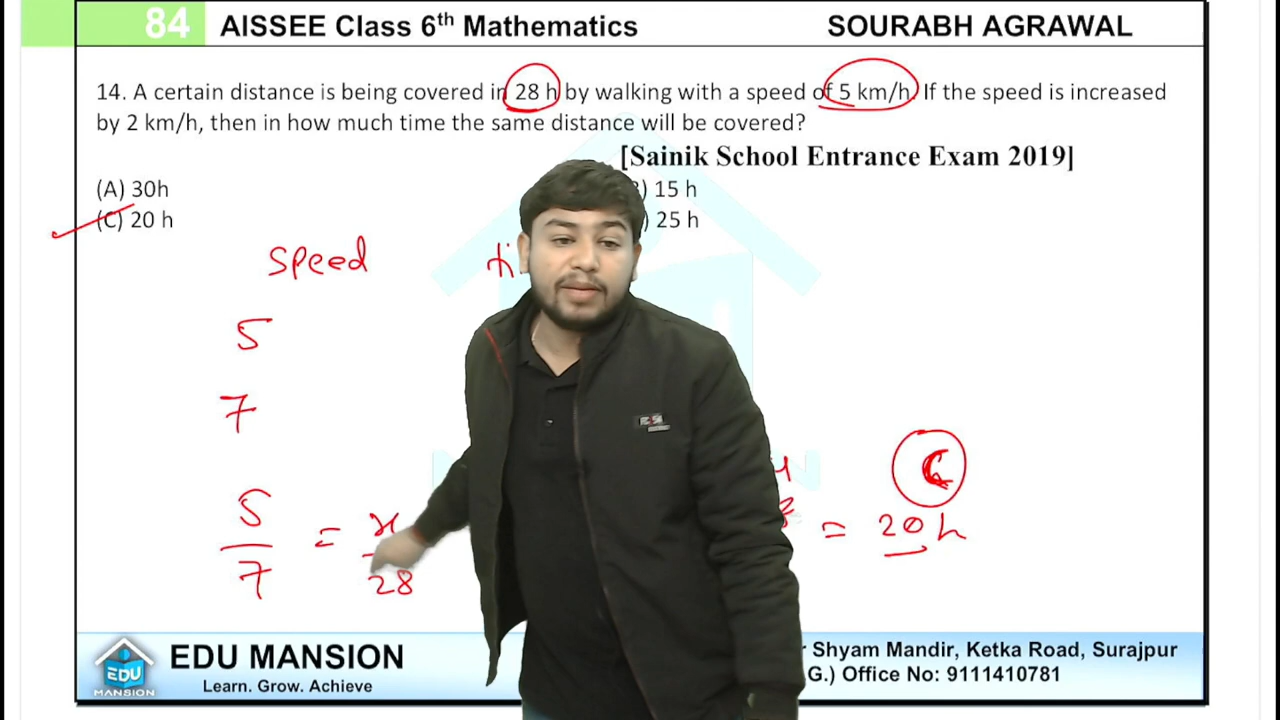 84 AISSEE Class 6th Mathematics SOURABH AGRAWAL
14. A certain distance is being covered in 28 h by walking with a speed of 5 km/h. If the speed is increased
by 2 km/h, then in how much time the same distance will be covered?
[Sainik School Entrance Exam 2019]
(A) 30h ) 15 h
(C) 20 h ) 25 h
Speed
5
7
5/7 = x/28 = 20 h
C
EDU MANSION
Learn. Grow. Achieve
EDU
MANSION
Shyam Mandir, Ketka Road, Surajpur
G.) Office No: 9111410781